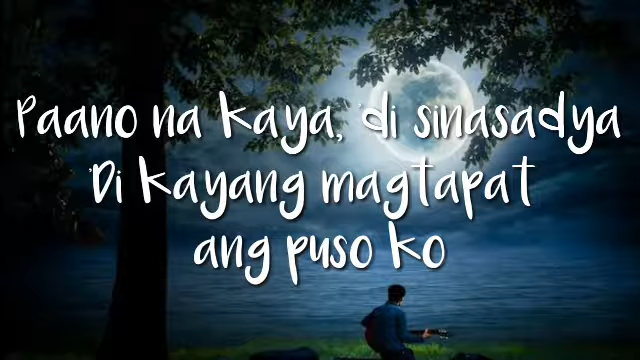 Paano na kaya, 'di sinasadya
'Di kayang magtapat
ang puso ko